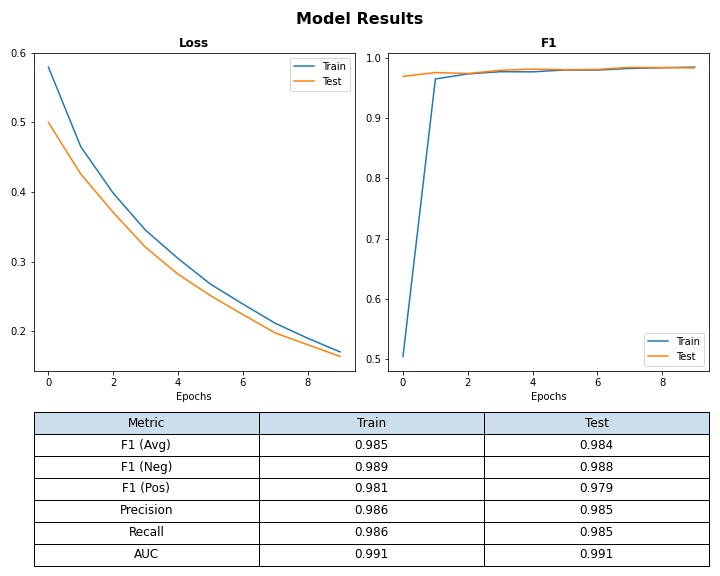 Model Results
Loss
F1
0.6
0.5
0.4
0.3
0.2
0 2 4 6 8
Epochs
Train
Test
1.0
0.9
0.8
0.7
0.6
0.5
0 2 4 6 8
Epochs
Train
Test
Metric Train Test
F1 (Avg) 0.985 0.984
F1 (Neg) 0.989 0.988
F1 (Pos) 0.981 0.979
Precision 0.986 0.985
Recall 0.986 0.985
AUC 0.991 0.991